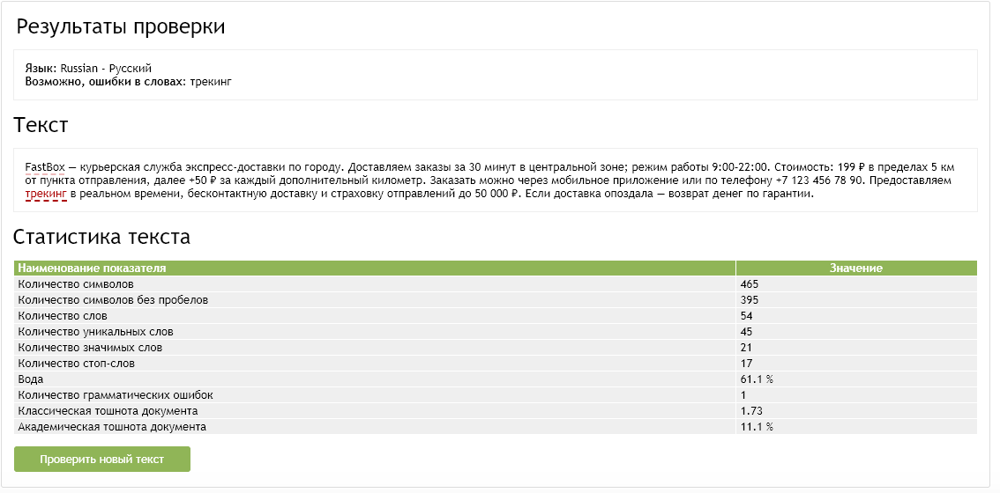 Результаты проверки
Язык: Russian - Русский
Возможно, ошибки в словах: трекинг
Текст
FastBox — курьерская служба экспресс-доставки по городу. Доставляем заказы за 30 минут в центральной зоне; режим работы 9:00-22:00. Стоимость: 199 ₽ в пределах 5 км
от пункта отправления, далее +50 ₽ за каждый дополнительный километр. Заказать можно через мобильное приложение или по телефону +7 123 456 78 90. Предоставляем
трекинг в реальном времени, бесконтактную доставку и страховку отправлений до 50 000 ₽. Если доставка опоздала — возврат денег по гарантии.
Статистика текста
Наименование показателя Значение
Количество символов 465
Количество символов без пробелов 395
Количество слов 54
Количество уникальных слов 45
Количество значимых слов 21
Количество стоп-слов 17
Вода 61.1 %
Количество грамматических ошибок 1
Классическая тошнота документа 1.73
Академическая тошнота документа 11.1 %
Проверить новый текст